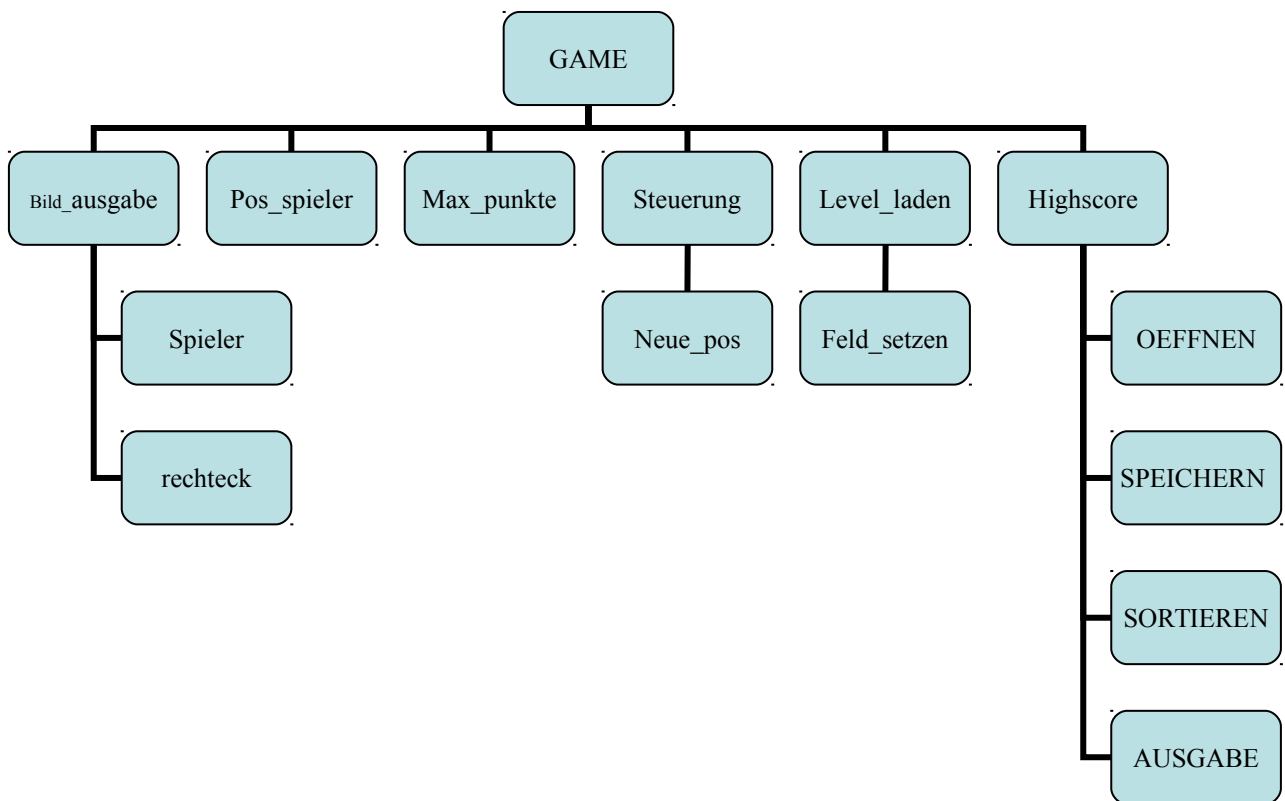 GAME
Bild_ausgabe
Pos_spieler
Max_punkte
Steuerung
Level_laden
Highscore
Spieler
Neue_pos
Feld_setzen
OEFFNEN
rechteck
SPEICHERN
SORTIEREN
AUSGABE